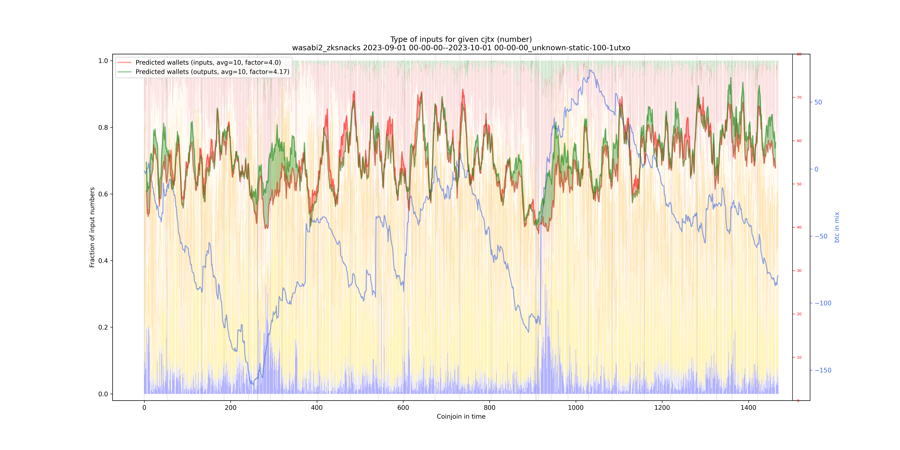 Type of inputs for given cjtx (number)
wasabi2_zksnacks 2023-09-01 00-00-00--2023-10-01 00-00-00_unknown-static-100-1utxo
Predicted wallets (inputs, avg=10, factor=4.0)
Predicted wallets (outputs, avg=10, factor=4.17)
Fraction of input numbers
1.0
0.8
0.6
0.4
0.2
0.0
0 200 400 600 800 1000 1200 1400
Coinjoin in time
70
60
50
40
30
20
10
50
0
−50
−100
−150
btc in mix